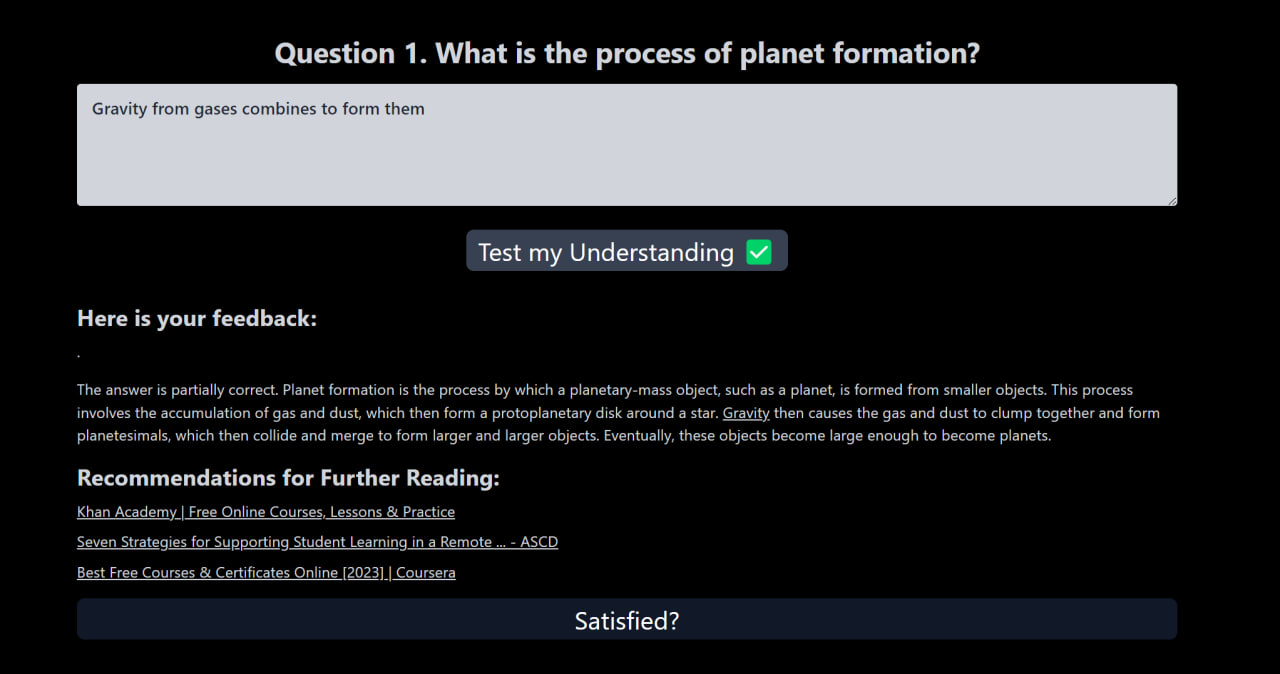 Question 1. What is the process of planet formation?
Gravity from gases combines to form them
Test my Understanding ✅
Here is your feedback:
.
The answer is partially correct. Planet formation is the process by which a planetary-mass object, such as a planet, is formed from smaller objects. This process
involves the accumulation of gas and dust, which then form a protoplanetary disk around a star. Gravity then causes the gas and dust to clump together and form
planetesimals, which then collide and merge to form larger and larger objects. Eventually, these objects become large enough to become planets.
Recommendations for Further Reading:
Khan Academy | Free Online Courses, Lessons & Practice
Seven Strategies for Supporting Student Learning in a Remote ... - ASCD
Best Free Courses & Certificates Online [2023] | Coursera
Satisfied?